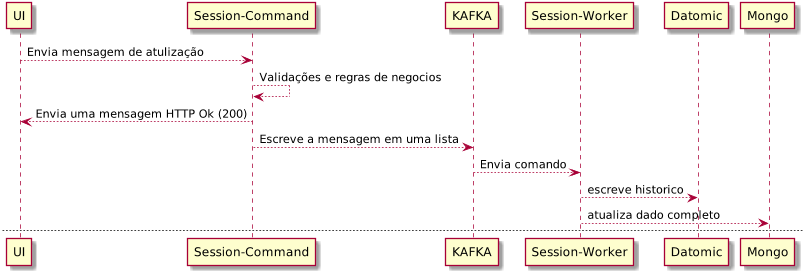 UI Session-Command KAFKA Session-Worker Datomic Mongo
Envia mensagem de atulização
Validações e regras de negocios
Envia uma mensagem HTTP Ok (200)
Escreve a mensagem em uma lista
Envia comando
escreve historico
atualiza dado completo
UI Session-Command KAFKA Session-Worker Datomic Mongo